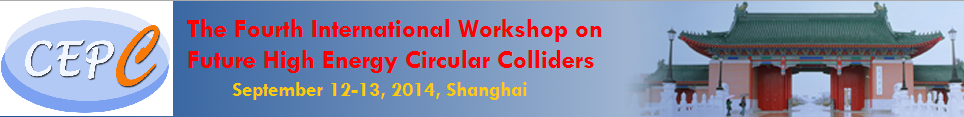 CEPC
The Fourth International Workshop on
Future High Energy Circular Colliders
September 12-13, 2014, Shanghai